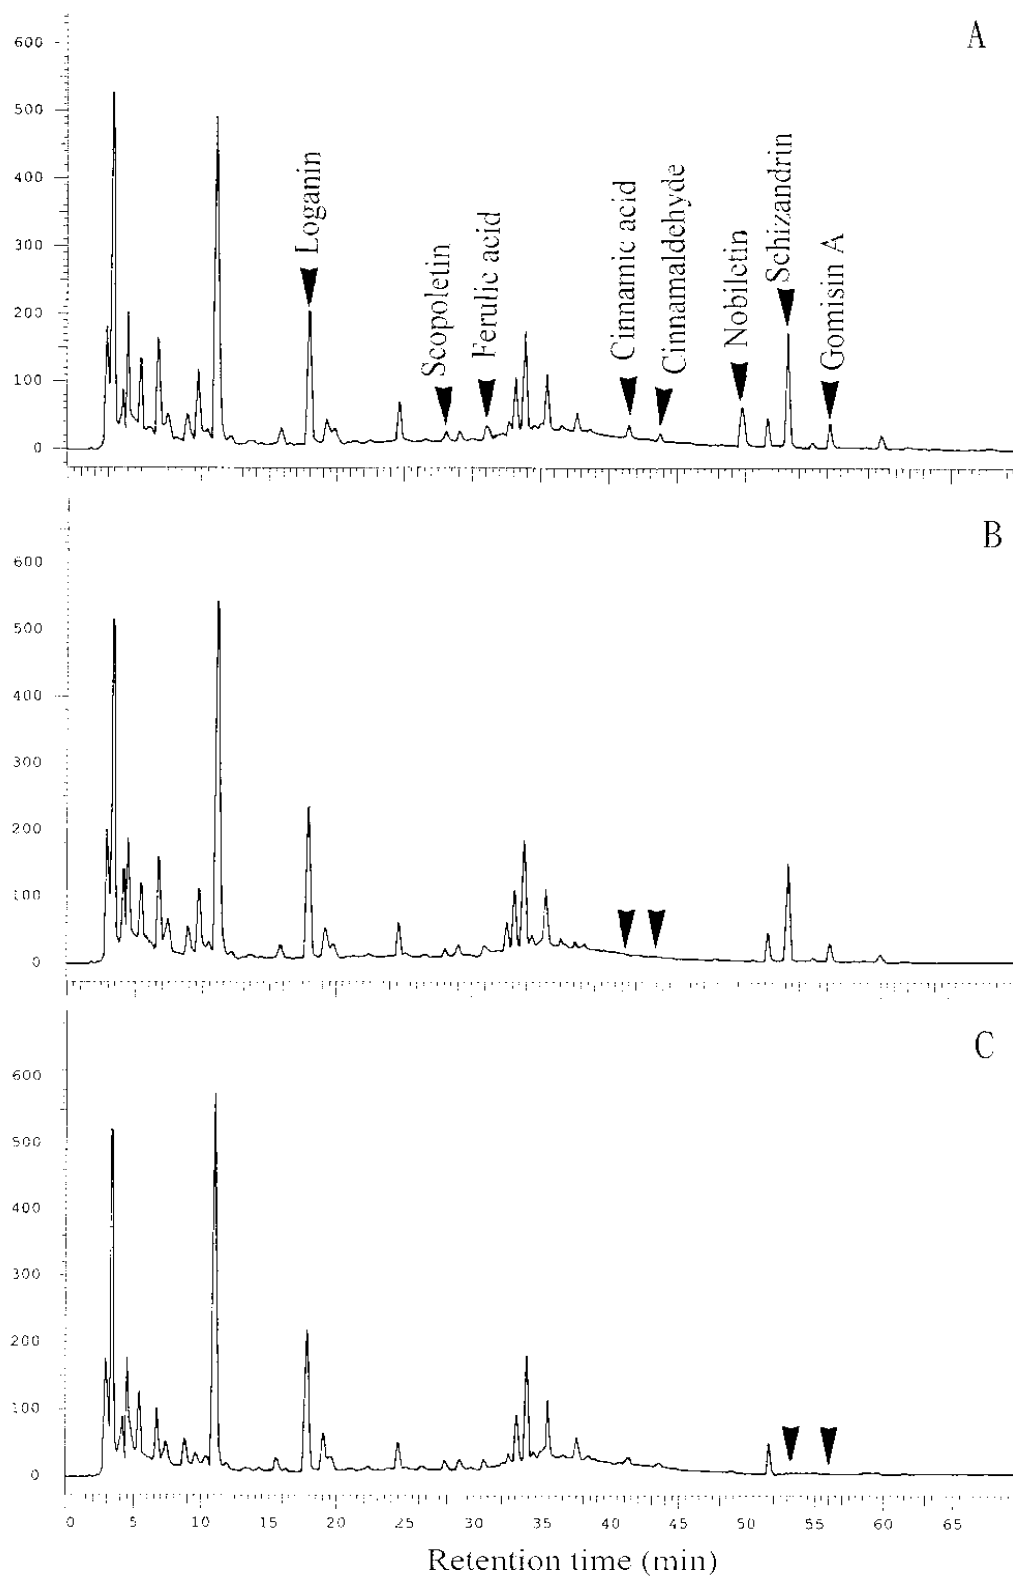 A
600
500
400
300
200
100
0
Loganin
Scopoletin
Ferulic acid
Cinnamic acid
Cinnamaldehyde
Nobiletin
Schizandrin
Gomisin A
B
600
500
400
300
200
100
0
C
600
500
400
300
200
100
0
0 5 10 15 20 25 30 35 40 45 50 55 60 65
Retention time (min)